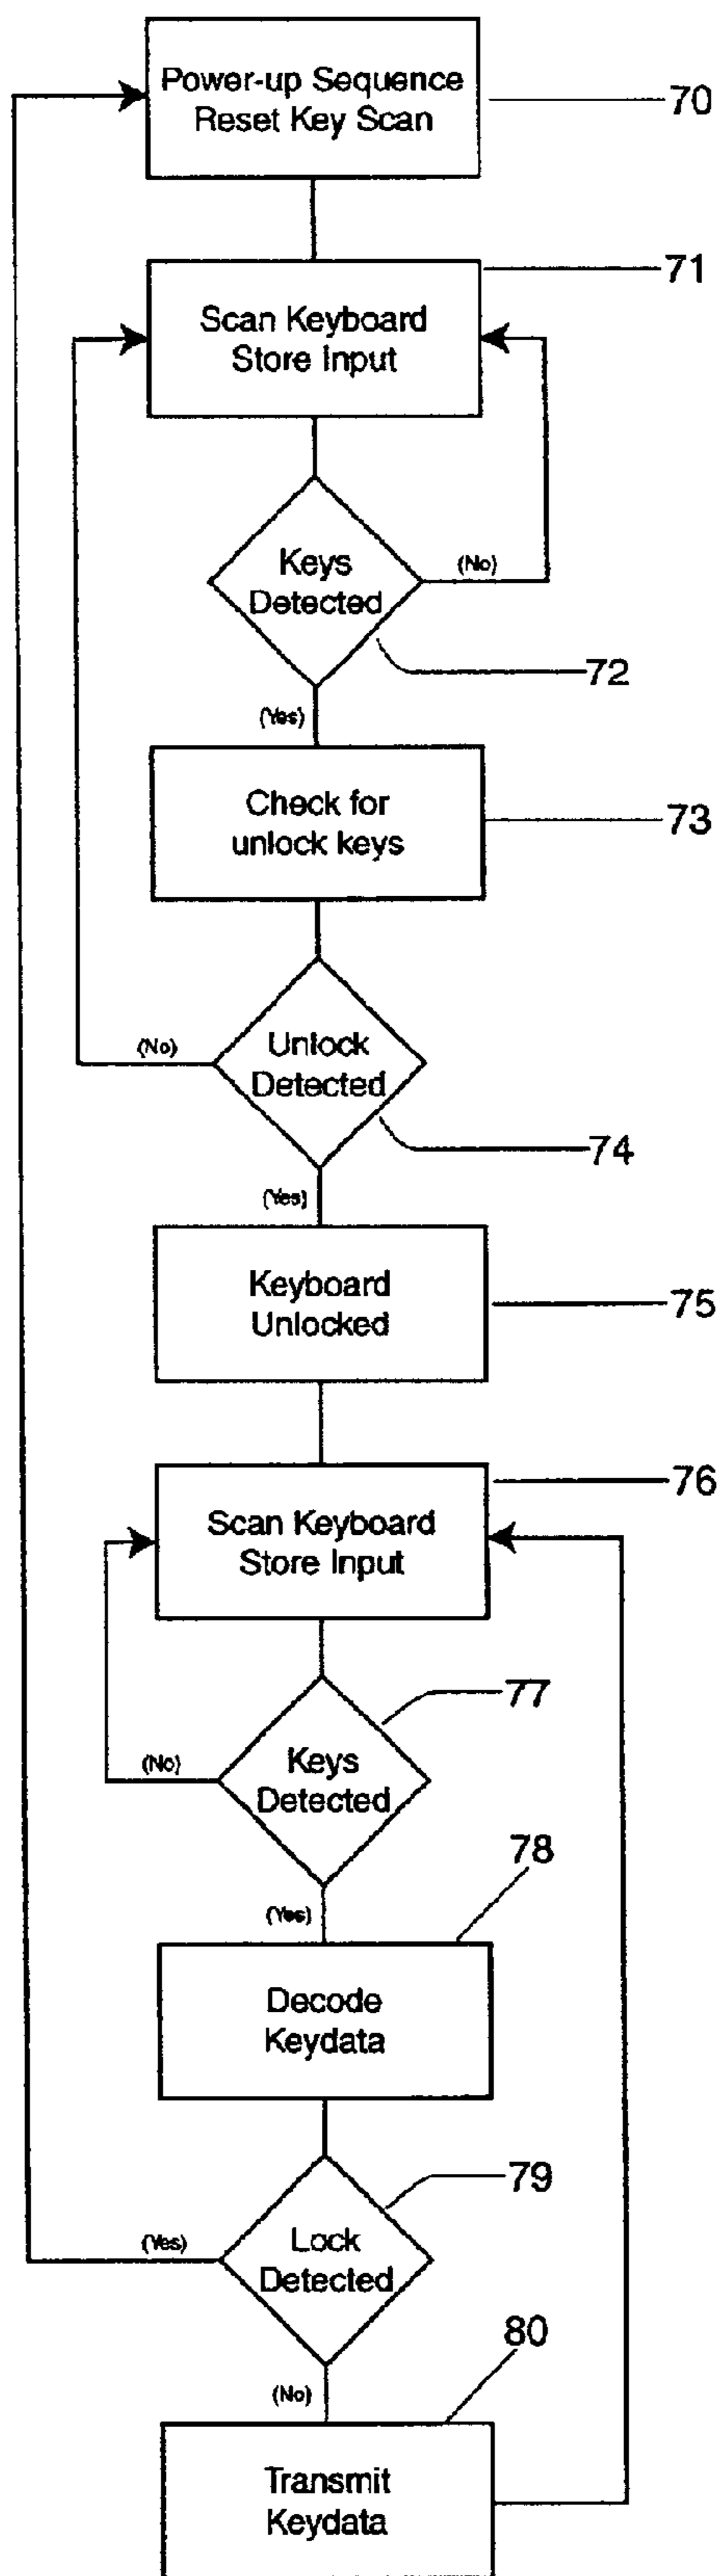 Power-up Sequence
Reset Key Scan
70
71
Scan Keyboard
Store Input
Keys
Detected
(No)
72
(Yes)
Check for
unlock keys
73
Unlock
Detected
(No)
74
(Yes)
Keyboard
Unlocked
75
76
Scan Keyboard
Store Input
77
Keys
Detected
(No)
78
(Yes)
Decode
Keydata
79
Lock
Detected
(Yes)
80
(No)
Transmit
Keydata